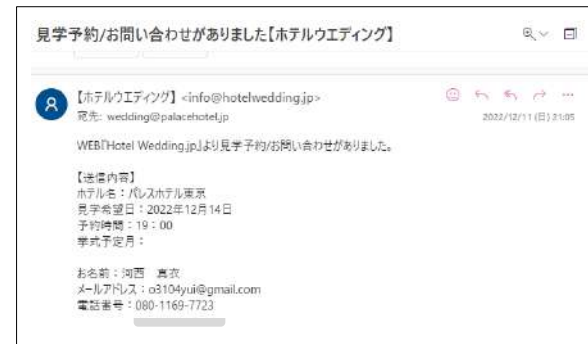 見学予約/お問い合わせがありました【ホテルウエディング】
【ホテルウエディング】 <info@hotelwedding.jp>
宛先: wedding@palacehotel.jp
2022/12/11 (日) 21:05
WEB『Hotel Wedding.jp』より見学予約/お問い合わせがありました。
【送信内容】
ホテル名：パレスホテル東京
見学希望日：2022年12月14日
予約時間：19：00
挙式予定月：
お名前：河西　真衣
メールアドレス：o3104yui@gmail.com
電話番号：080-1169-7723